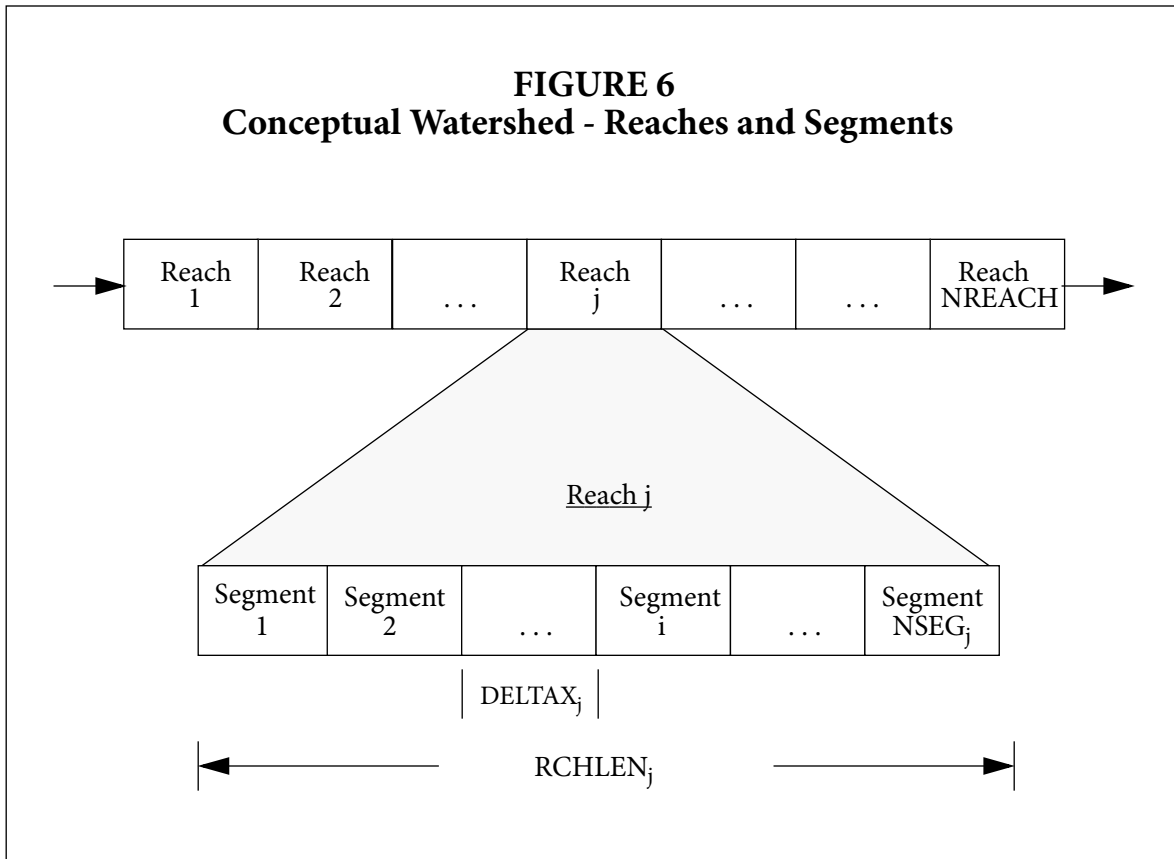 FIGURE 6
Conceptual Watershed - Reaches and Segments
Reach 1
Reach 2
. . .
Reach j
. . .
. . .
Reach NREACH
Reach j
Segment 1
Segment 2
. . .
Segment i
. . .
Segment NSEGj
DELTAXj
RCHLENj